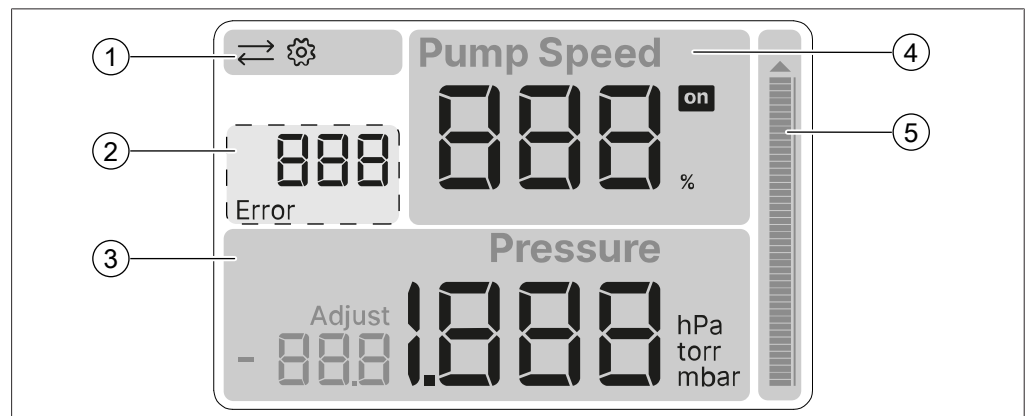 1
Pump Speed
4
on
888
5
2
888
%
Error
3
Pressure
Adjust
hPa
- 88.8
1.888
torr
mbar